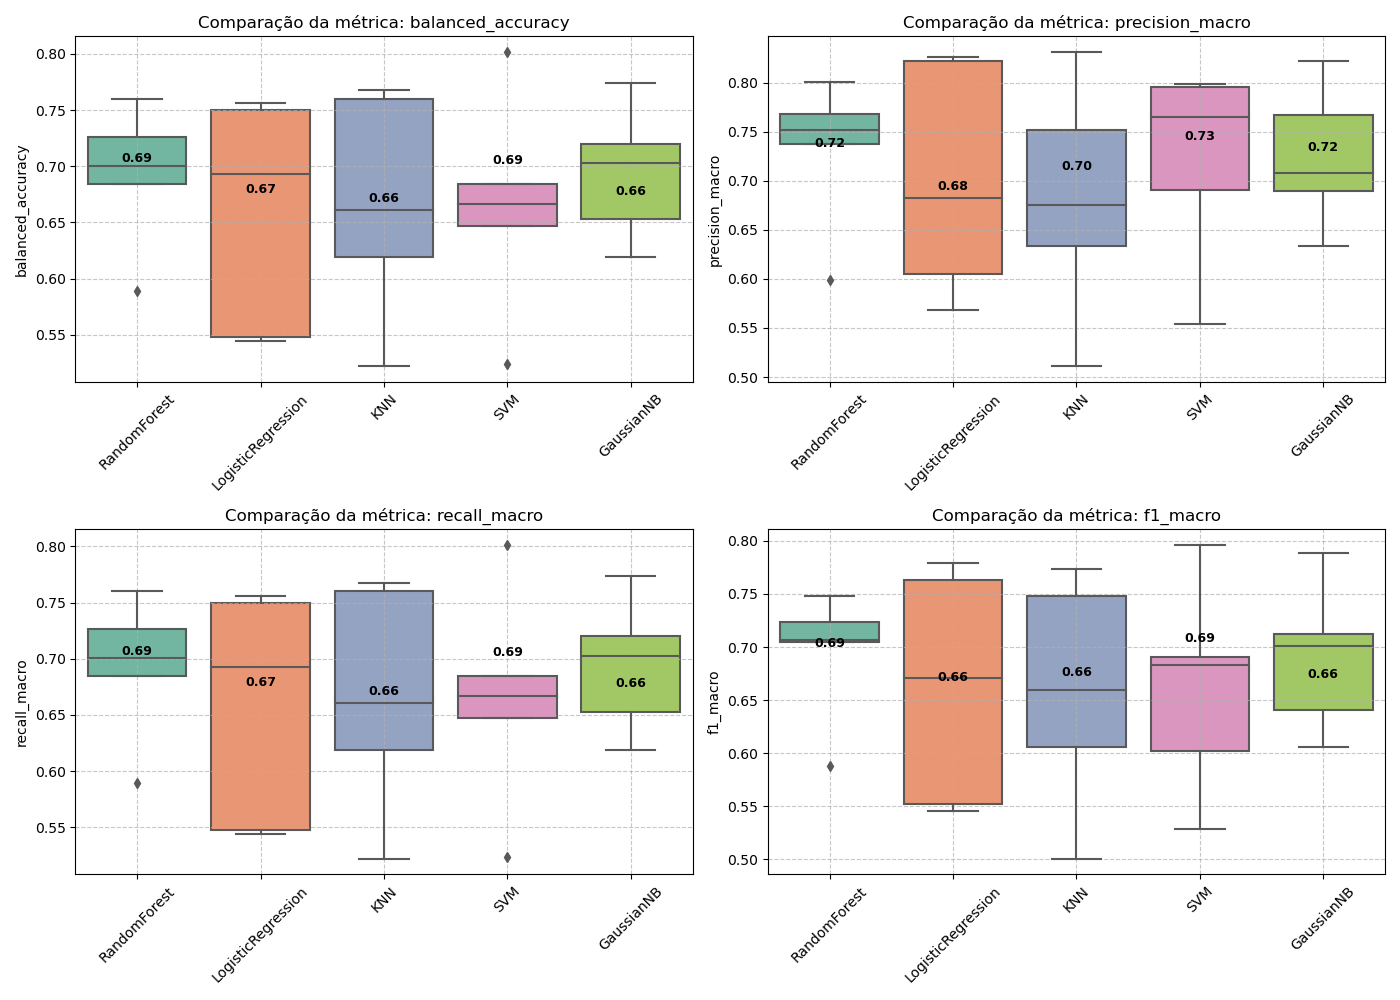 Comparação da métrica: balanced_accuracy
balanced_accuracy
0.80
0.75
0.70
0.65
0.60
0.55
0.69
0.67
0.66
0.69
0.66
RandomForest
LogisticRegression
KNN
SVM
GaussianNB
Comparação da métrica: precision_macro
precision_macro
0.80
0.75
0.70
0.65
0.60
0.55
0.50
0.72
0.68
0.70
0.73
0.72
RandomForest
LogisticRegression
KNN
SVM
GaussianNB
Comparação da métrica: recall_macro
recall_macro
0.80
0.75
0.70
0.65
0.60
0.55
0.69
0.67
0.66
0.69
0.66
RandomForest
LogisticRegression
KNN
SVM
GaussianNB
Comparação da métrica: f1_macro
f1_macro
0.80
0.75
0.70
0.65
0.60
0.55
0.50
0.69
0.66
0.66
0.69
0.66
RandomForest
LogisticRegression
KNN
SVM
GaussianNB